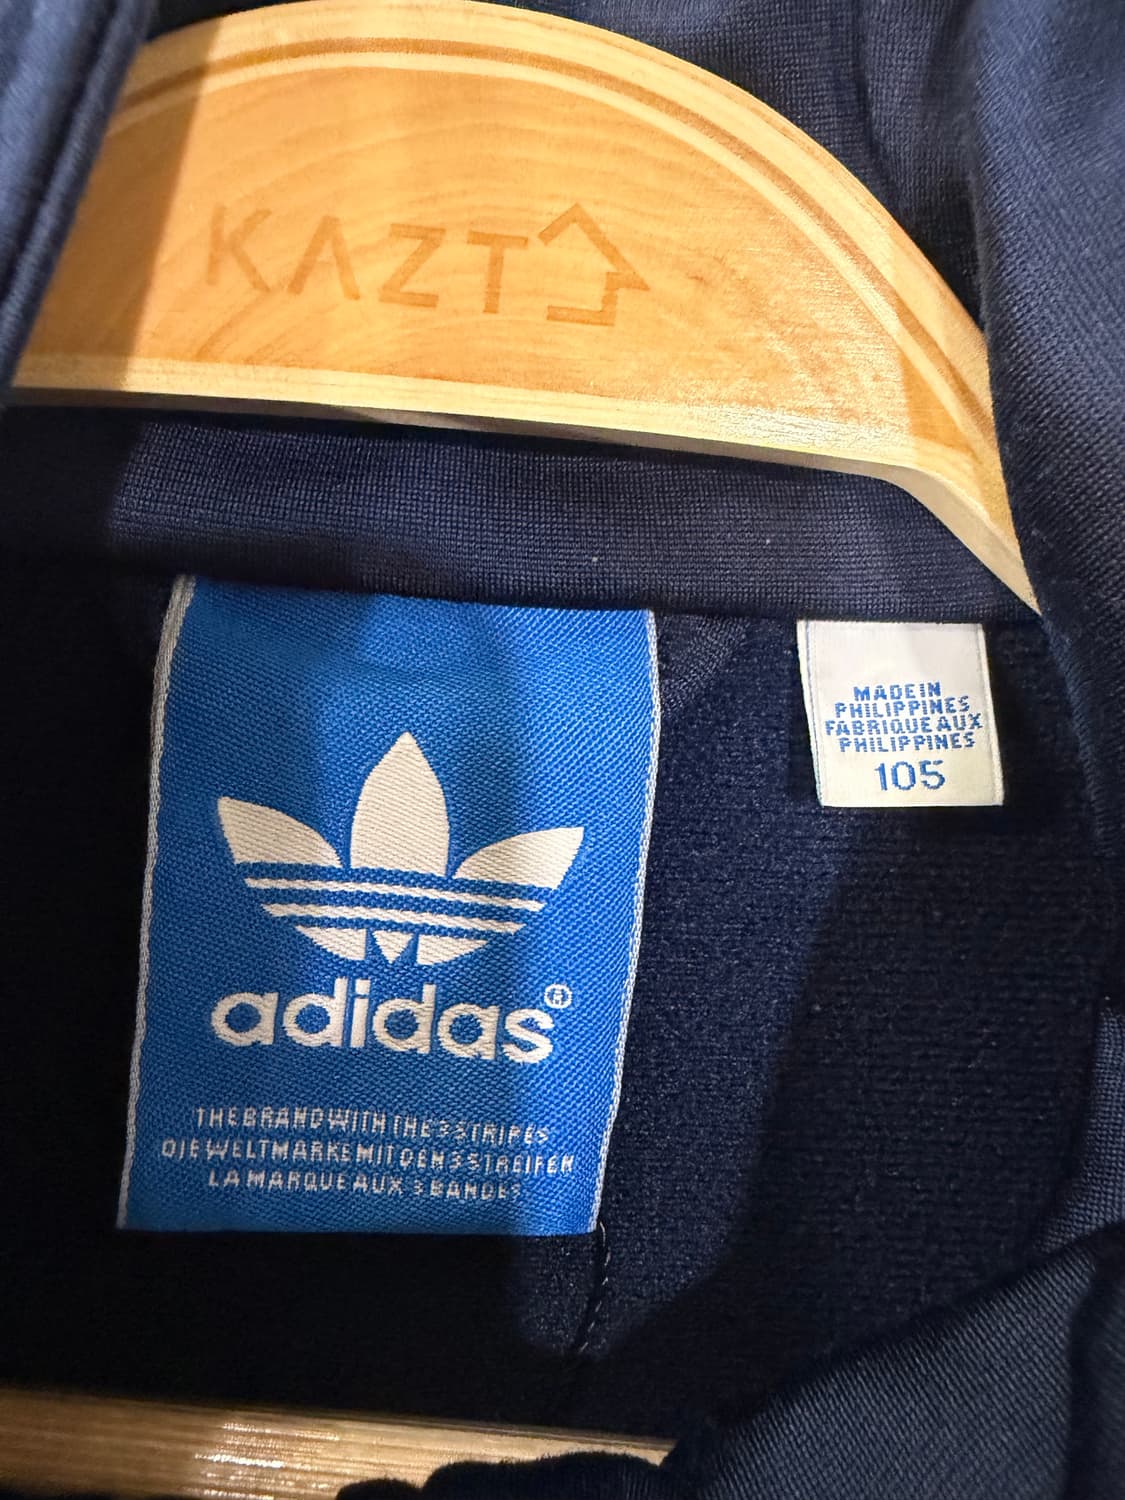 KAZT
adidas®
THE BRAND WITH THE 3 STRIPES
DIE WELTMARKE MIT DEN 3 STREIFEN
LA MARQUE AUX 3 BANDES
MADE IN
PHILIPPINES
FABRIQUE AUX
PHILIPPINES
105